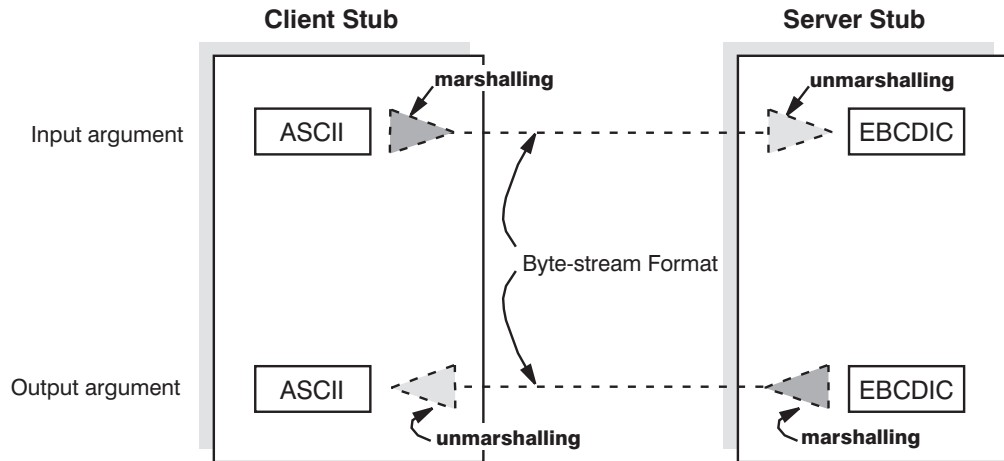 Client Stub
Server Stub
marshalling
unmarshalling
Input argument
ASCII
EBCDIC
Byte-stream Format
Output argument
ASCII
EBCDIC
unmarshalling
marshalling